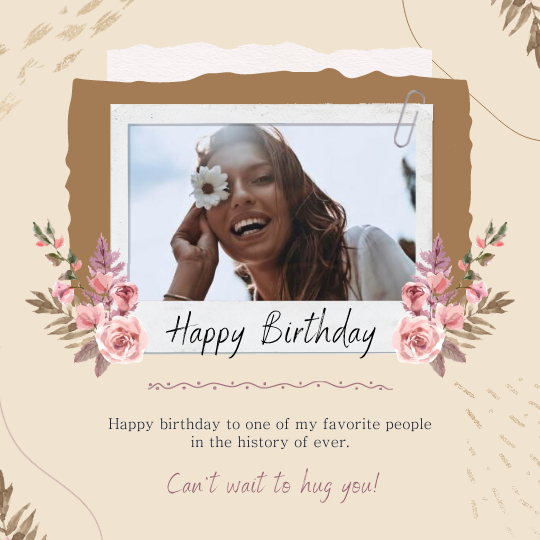 Happy Birthday
Happy birthday to one of my favorite people
in the history of ever.
Can't wait to hug you!